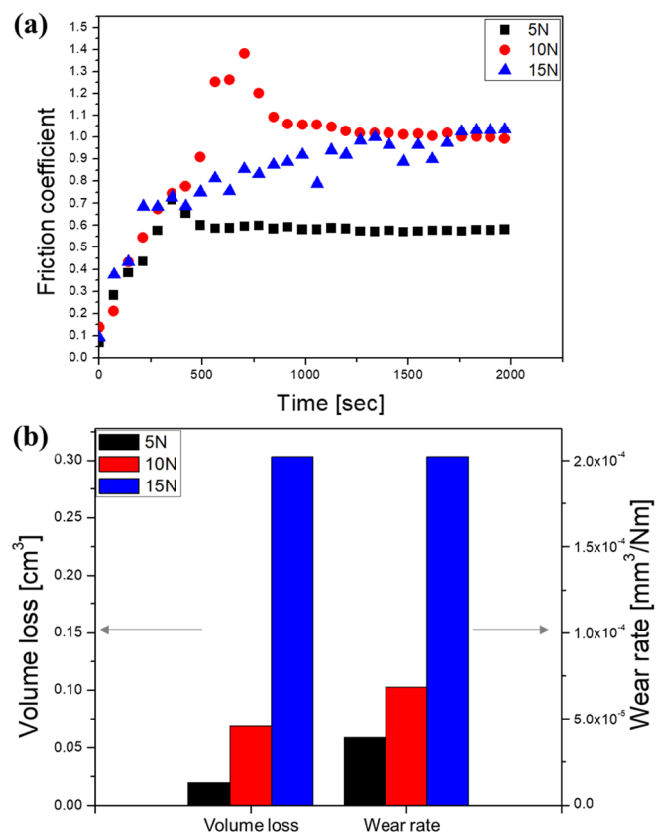 (a)
5N
10N
15N
1.5
1.4
1.3
1.2
1.1
1.0
0.9
0.8
0.7
0.6
0.5
0.4
0.3
0.2
0.1
0.0
Friction coefficient
0 500 1000 1500 2000
Time [sec]
(b)
5N
10N
15N
0.30
0.25
0.20
0.15
0.10
0.05
0.00
Volume loss [cm³]
2.0x10⁻⁴
1.5x10⁻⁴
1.0x10⁻⁴
5.0x10⁻⁵
0.0
Wear rate [mm³/Nm]
Volume loss Wear rate